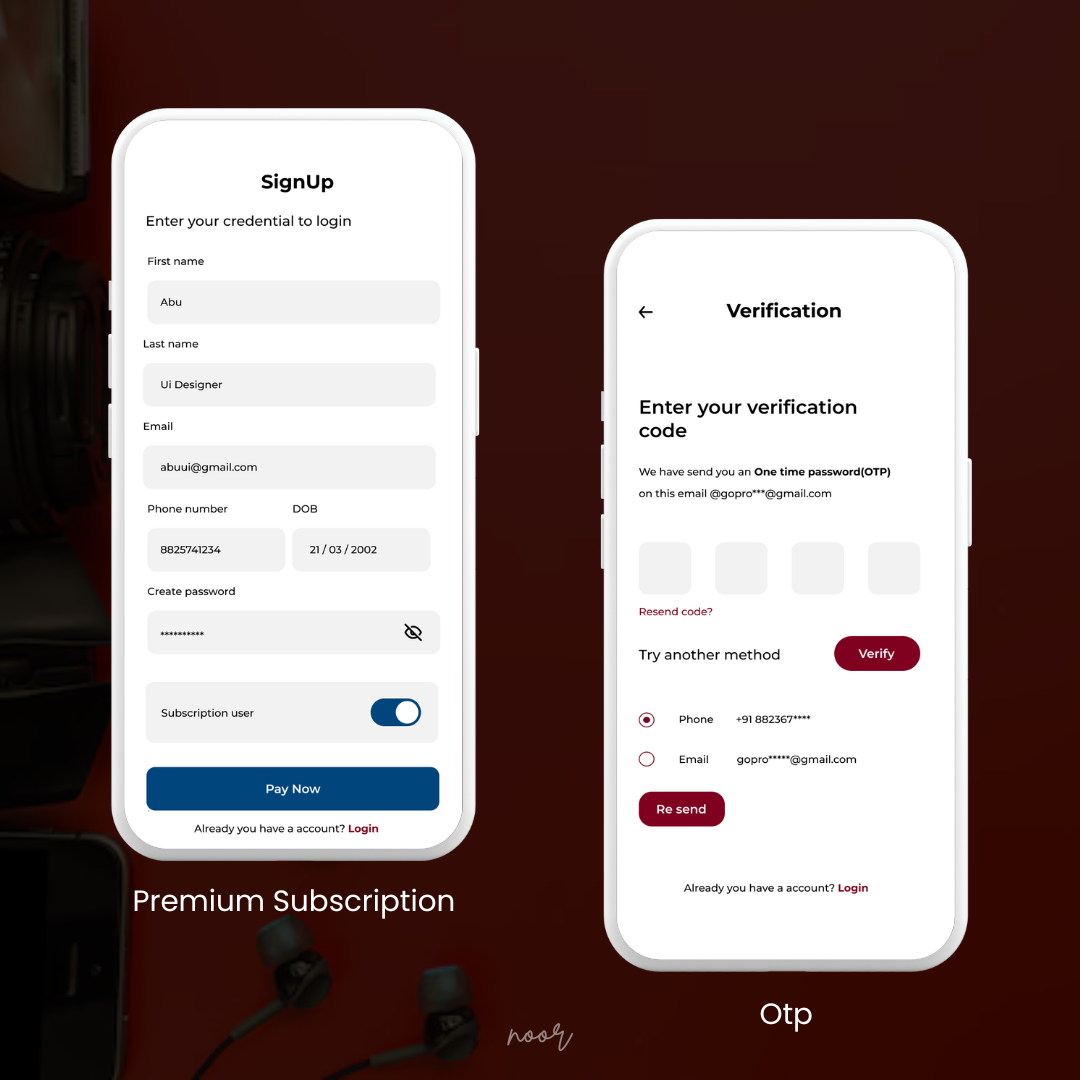 SignUp
Enter your credential to login
First name
Abu
Last name
Ui Designer
Email
abuui@gmail.com
Phone number DOB
8825741234 21 / 03 / 2002
Create password
**********
Subscription user
Pay Now
Already you have a account? Login
Premium Subscription
Verification
Enter your verification
code
We have send you an One time password(OTP)
on this email @gopro***@gmail.com
Resend code?
Try another method Verify
Phone +91 882367****
Email gopro*****@gmail.com
Re send
Already you have a account? Login
Otp
noor